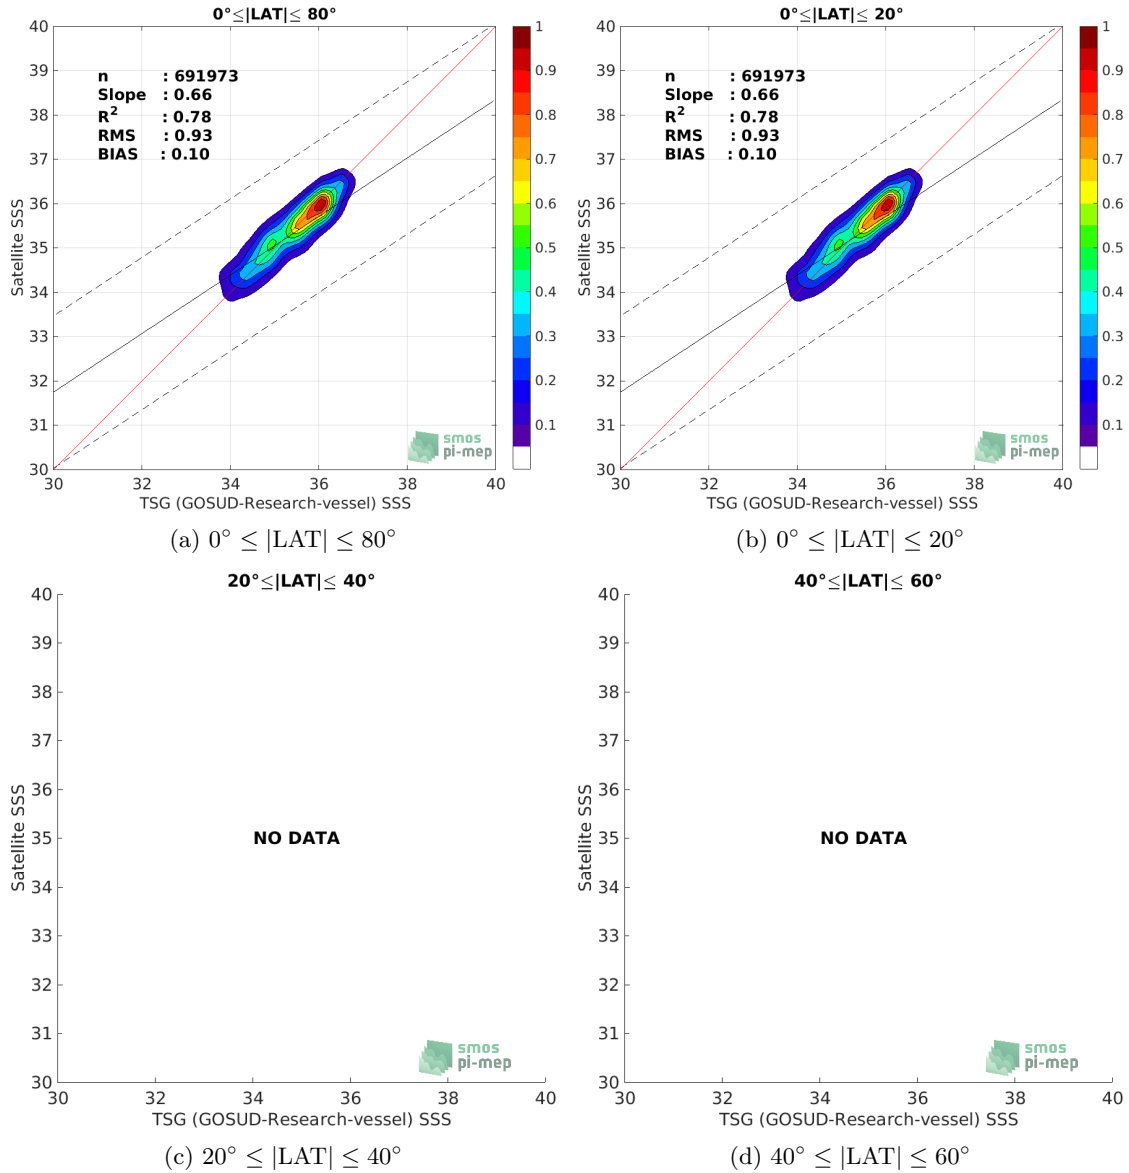 0°≤|LAT|≤ 80°
40
39
38
37
36
35
34
33
32
31
30
Satellite SSS
n : 691973
Slope : 0.66
R² : 0.78
RMS : 0.93
BIAS : 0.10
smos
pi-mep
30 32 34 36 38 40
TSG (GOSUD-Research-vessel) SSS
1
0.9
0.8
0.7
0.6
0.5
0.4
0.3
0.2
0.1
(a) 0° ≤ |LAT| ≤ 80°
0°≤|LAT|≤ 20°
40
39
38
37
36
35
34
33
32
31
30
Satellite SSS
n : 691973
Slope : 0.66
R² : 0.78
RMS : 0.93
BIAS : 0.10
smos
pi-mep
30 32 34 36 38 40
TSG (GOSUD-Research-vessel) SSS
1
0.9
0.8
0.7
0.6
0.5
0.4
0.3
0.2
0.1
(b) 0° ≤ |LAT| ≤ 20°
20°≤|LAT|≤ 40°
40
39
38
37
36
35
34
33
32
31
30
Satellite SSS
NO DATA
smos
pi-mep
30 32 34 36 38 40
TSG (GOSUD-Research-vessel) SSS
(c) 20° ≤ |LAT| ≤ 40°
40°≤|LAT|≤ 60°
40
39
38
37
36
35
34
33
32
31
30
Satellite SSS
NO DATA
smos
pi-mep
30 32 34 36 38 40
TSG (GOSUD-Research-vessel) SSS
(d) 40° ≤ |LAT| ≤ 60°